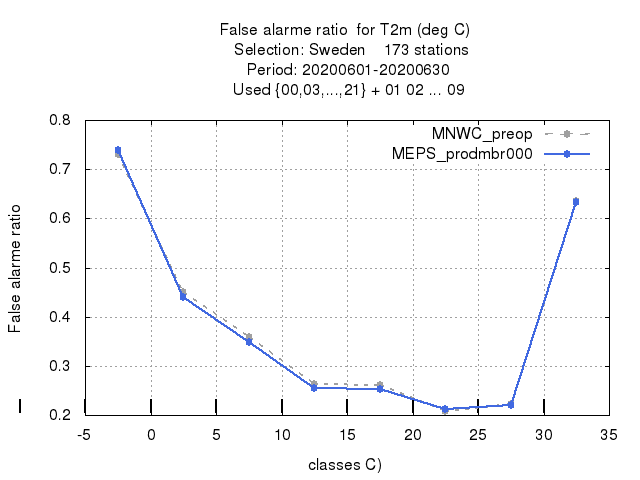 False alarme ratio  for T2m (deg C)
Selection: Sweden    173 stations
Period: 20200601-20200630
Used {00,03,...,21} + 01 02 ... 09
MNWC_preop
MEPS_prodmbr000
0.8
0.7
0.6
0.5
0.4
0.3
0.2
False alarme ratio
-5 0 5 10 15 20 25 30 35
classes C)